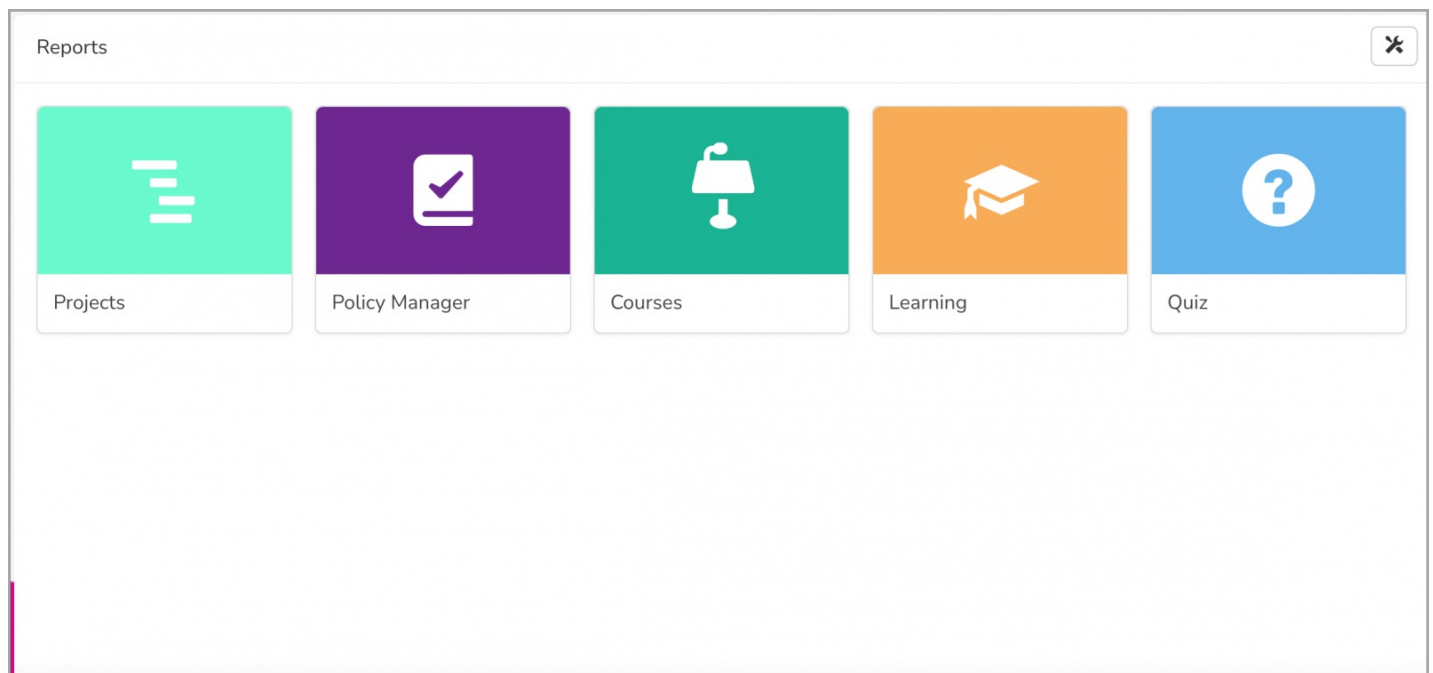 Reports
Projects
Policy Manager
Courses
Learning
Quiz